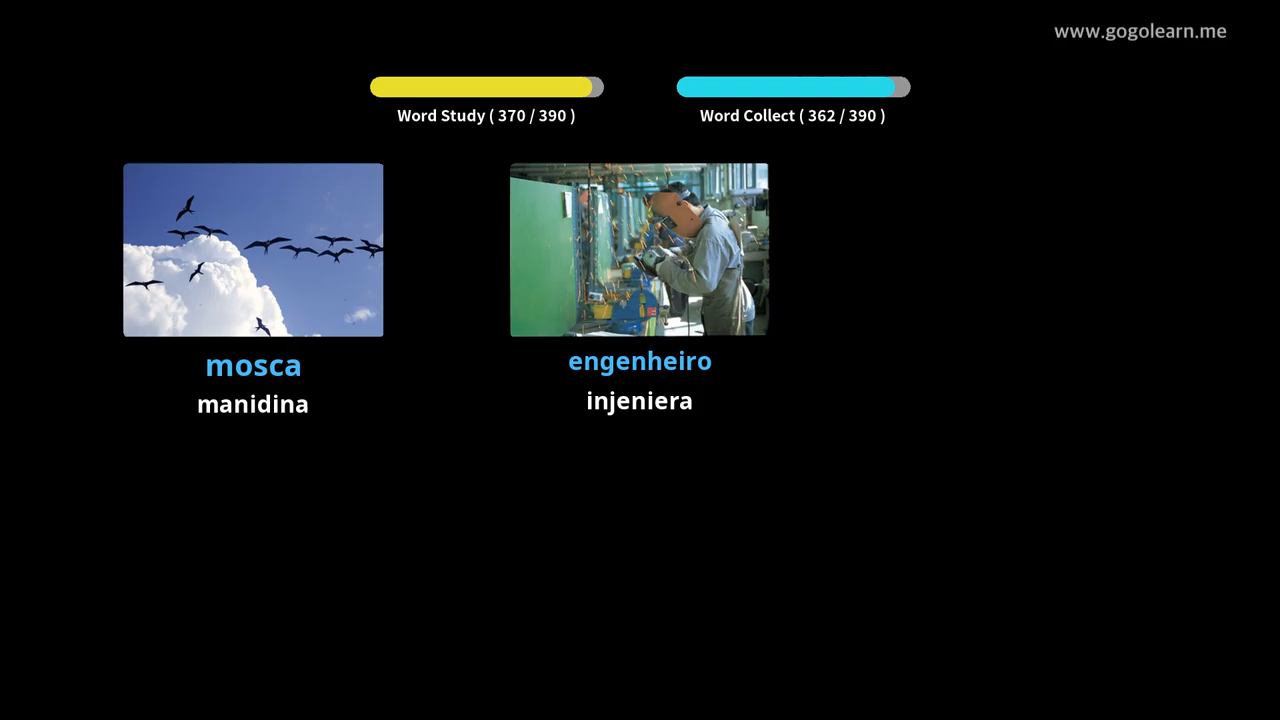 www.gogolearn.me
Word Study ( 370 / 390 )
Word Collect ( 362 / 390 )
mosca
manidina
engenheiro
injeniera